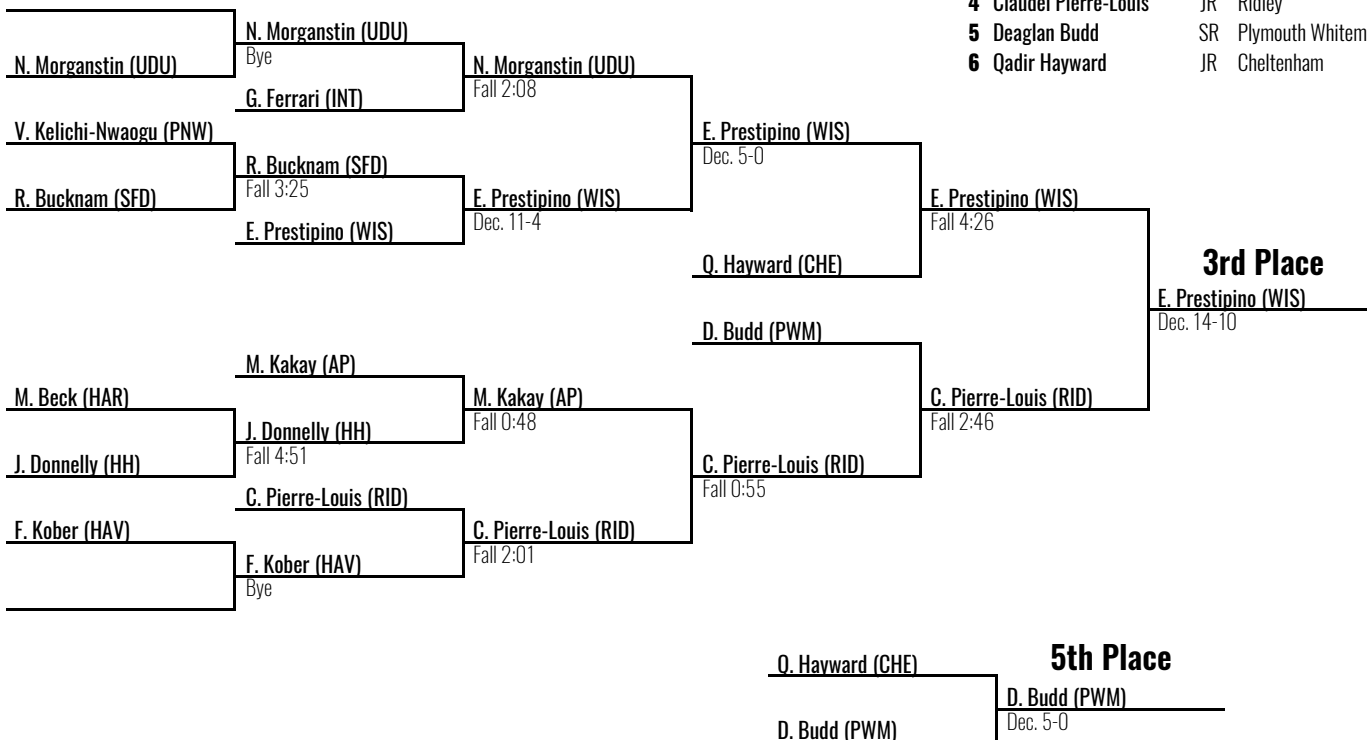 4 Claudel Pierre-Louis JR Ridley
5 Deaglan Budd SR Plymouth Whitem
6 Qadir Hayward JR Cheltenham
N. Morganstin (UDU)
Bye
N. Morganstin (UDU)
N. Morganstin (UDU)
Fall 2:08
G. Ferrari (INT)
V. Kelichi-Nwaogu (PNW)
E. Prestipino (WIS)
Dec. 5-0
R. Bucknam (SFD)
Fall 3:25
R. Bucknam (SFD)
E. Prestipino (WIS)
Dec. 11-4
E. Prestipino (WIS)
Fall 4:26
E. Prestipino (WIS)
Q. Hayward (CHE)
3rd Place
E. Prestipino (WIS)
Dec. 14-10
D. Budd (PWM)
M. Kakay (AP)
M. Beck (HAR)
M. Kakay (AP)
Fall 0:48
C. Pierre-Louis (RID)
Fall 2:46
J. Donnelly (HH)
Fall 4:51
J. Donnelly (HH)
C. Pierre-Louis (RID)
Fall 0:55
C. Pierre-Louis (RID)
F. Kober (HAV)
C. Pierre-Louis (RID)
Fall 2:01
F. Kober (HAV)
Bye
5th Place
Q. Hayward (CHE)
D. Budd (PWM)
Dec. 5-0
D. Budd (PWM)